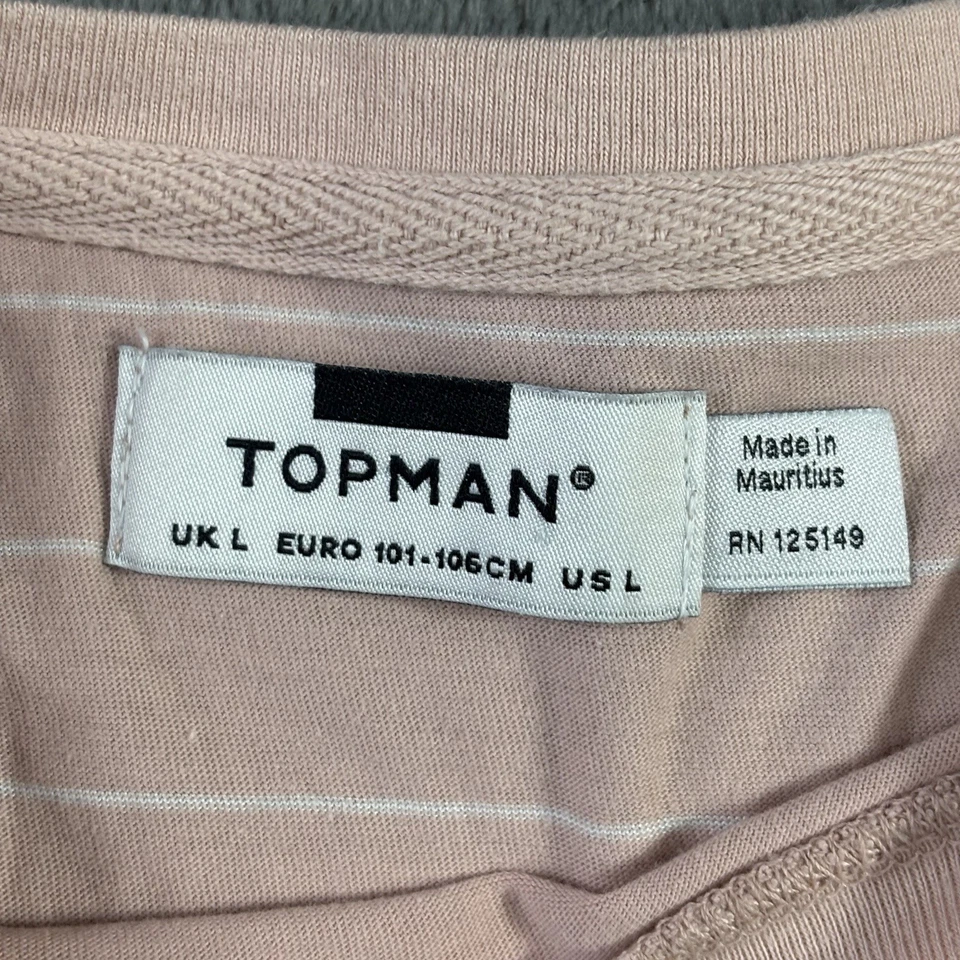 TOPMAN®
UK L EURO 101-106CM US L
Made in
Mauritius
RN 125149